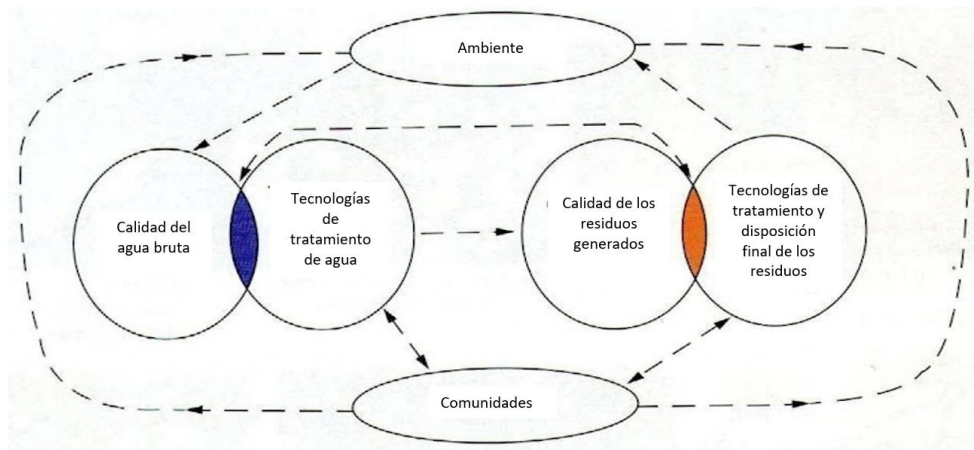 Ambiente
Calidad del
agua bruta
Tecnologías
de
tratamiento
de agua
Calidad de los
residuos
generados
Tecnologías de
tratamiento y
disposición
final de los
residuos
Comunidades